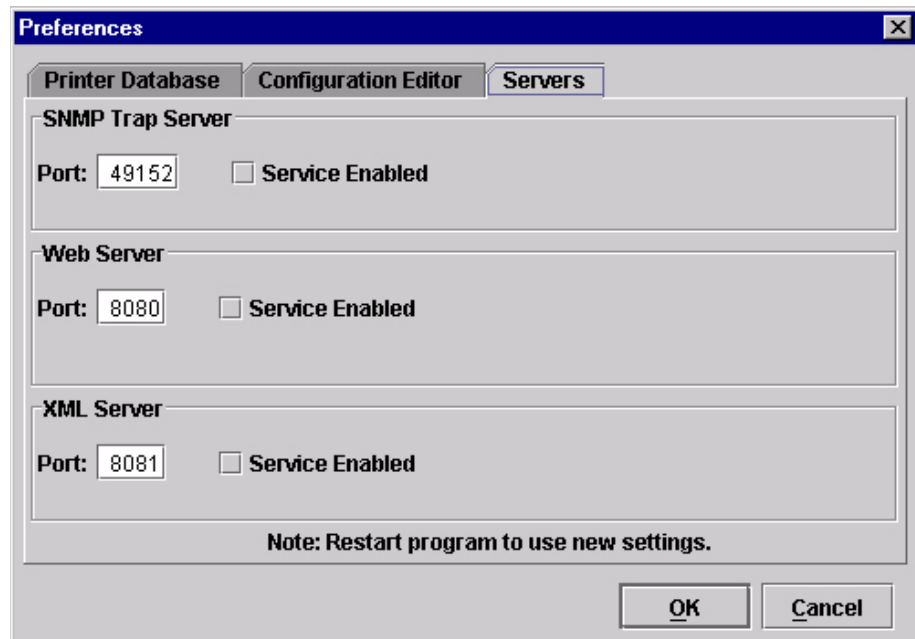 Preferences
Printer Database
Configuration Editor
Servers
SNMP Trap Server
Port: 49152 Service Enabled
Web Server
Port: 8080 Service Enabled
XML Server
Port: 8081 Service Enabled
Note: Restart program to use new settings.
OK
Cancel